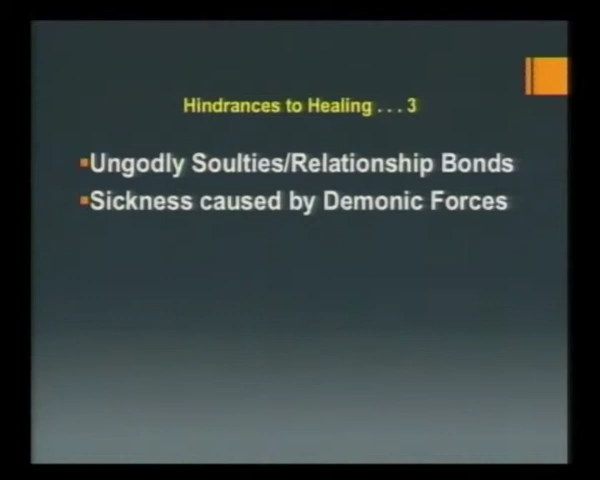 Hindrances to Healing . . . 3
Ungodly Soulties/Relationship Bonds
Sickness caused by Demonic Forces